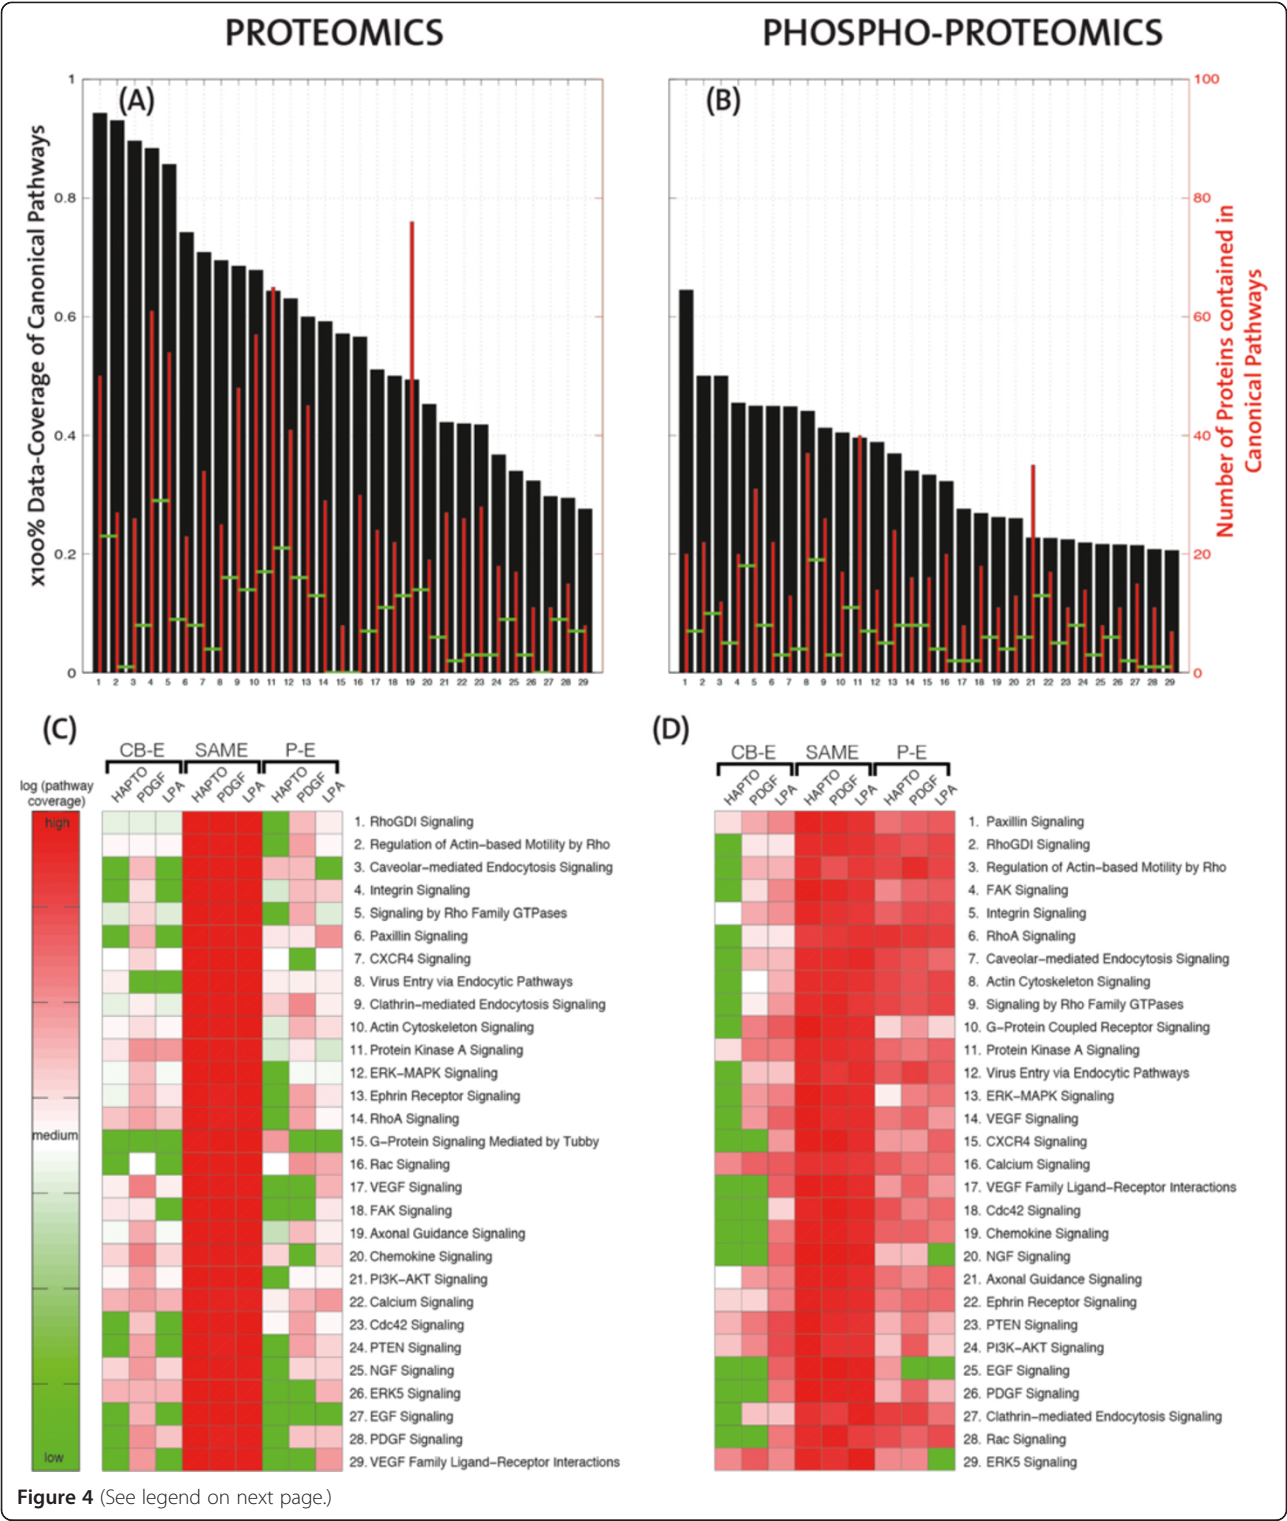 PROTEOMICS
PHOSPHO-PROTEOMICS
(A)
(B)
x100% Data-Coverage of Canonical Pathways
1
0.8
0.6
0.4
0.2
0
1 2 3 4 5 6 7 8 9 10 11 12 13 14 15 16 17 18 19 20 21 22 23 24 25 26 27 28 29
1 2 3 4 5 6 7 8 9 10 11 12 13 14 15 16 17 18 19 20 21 22 23 24 25 26 27 28 29
100
80
60
40
20
0
Number of Proteins contained in
Canonical Pathways
(C)
CB-E SAME P-E
HAPTO PDGF LPA HAPTO PDGF LPA HAPTO PDGF LPA
log (pathway
coverage)
high
medium
low
1. RhoGDI Signaling
2. Regulation of Actin-based Motility by Rho
3. Caveolar-mediated Endocytosis Signaling
4. Integrin Signaling
5. Signaling by Rho Family GTPases
6. Paxillin Signaling
7. CXCR4 Signaling
8. Virus Entry via Endocytic Pathways
9. Clathrin-mediated Endocytosis Signaling
10. Actin Cytoskeleton Signaling
11. Protein Kinase A Signaling
12. ERK-MAPK Signaling
13. Ephrin Receptor Signaling
14. RhoA Signaling
15. G-Protein Signaling Mediated by Tubby
16. Rac Signaling
17. VEGF Signaling
18. FAK Signaling
19. Axonal Guidance Signaling
20. Chemokine Signaling
21. PI3K-AKT Signaling
22. Calcium Signaling
23. Cdc42 Signaling
24. PTEN Signaling
25. NGF Signaling
26. ERK5 Signaling
27. EGF Signaling
28. PDGF Signaling
29. VEGF Family Ligand-Receptor Interactions
(D)
CB-E SAME P-E
HAPTO PDGF LPA HAPTO PDGF LPA HAPTO PDGF LPA
1. Paxillin Signaling
2. RhoGDI Signaling
3. Regulation of Actin-based Motility by Rho
4. FAK Signaling
5. Integrin Signaling
6. RhoA Signaling
7. Caveolar-mediated Endocytosis Signaling
8. Actin Cytoskeleton Signaling
9. Signaling by Rho Family GTPases
10. G-Protein Coupled Receptor Signaling
11. Protein Kinase A Signaling
12. Virus Entry via Endocytic Pathways
13. ERK-MAPK Signaling
14. VEGF Signaling
15. CXCR4 Signaling
16. Calcium Signaling
17. VEGF Family Ligand-Receptor Interactions
18. Cdc42 Signaling
19. Chemokine Signaling
20. NGF Signaling
21. Axonal Guidance Signaling
22. Ephrin Receptor Signaling
23. PTEN Signaling
24. PI3K-AKT Signaling
25. EGF Signaling
26. PDGF Signaling
27. Clathrin-mediated Endocytosis Signaling
28. Rac Signaling
29. ERK5 Signaling
Figure 4 (See legend on next page.)